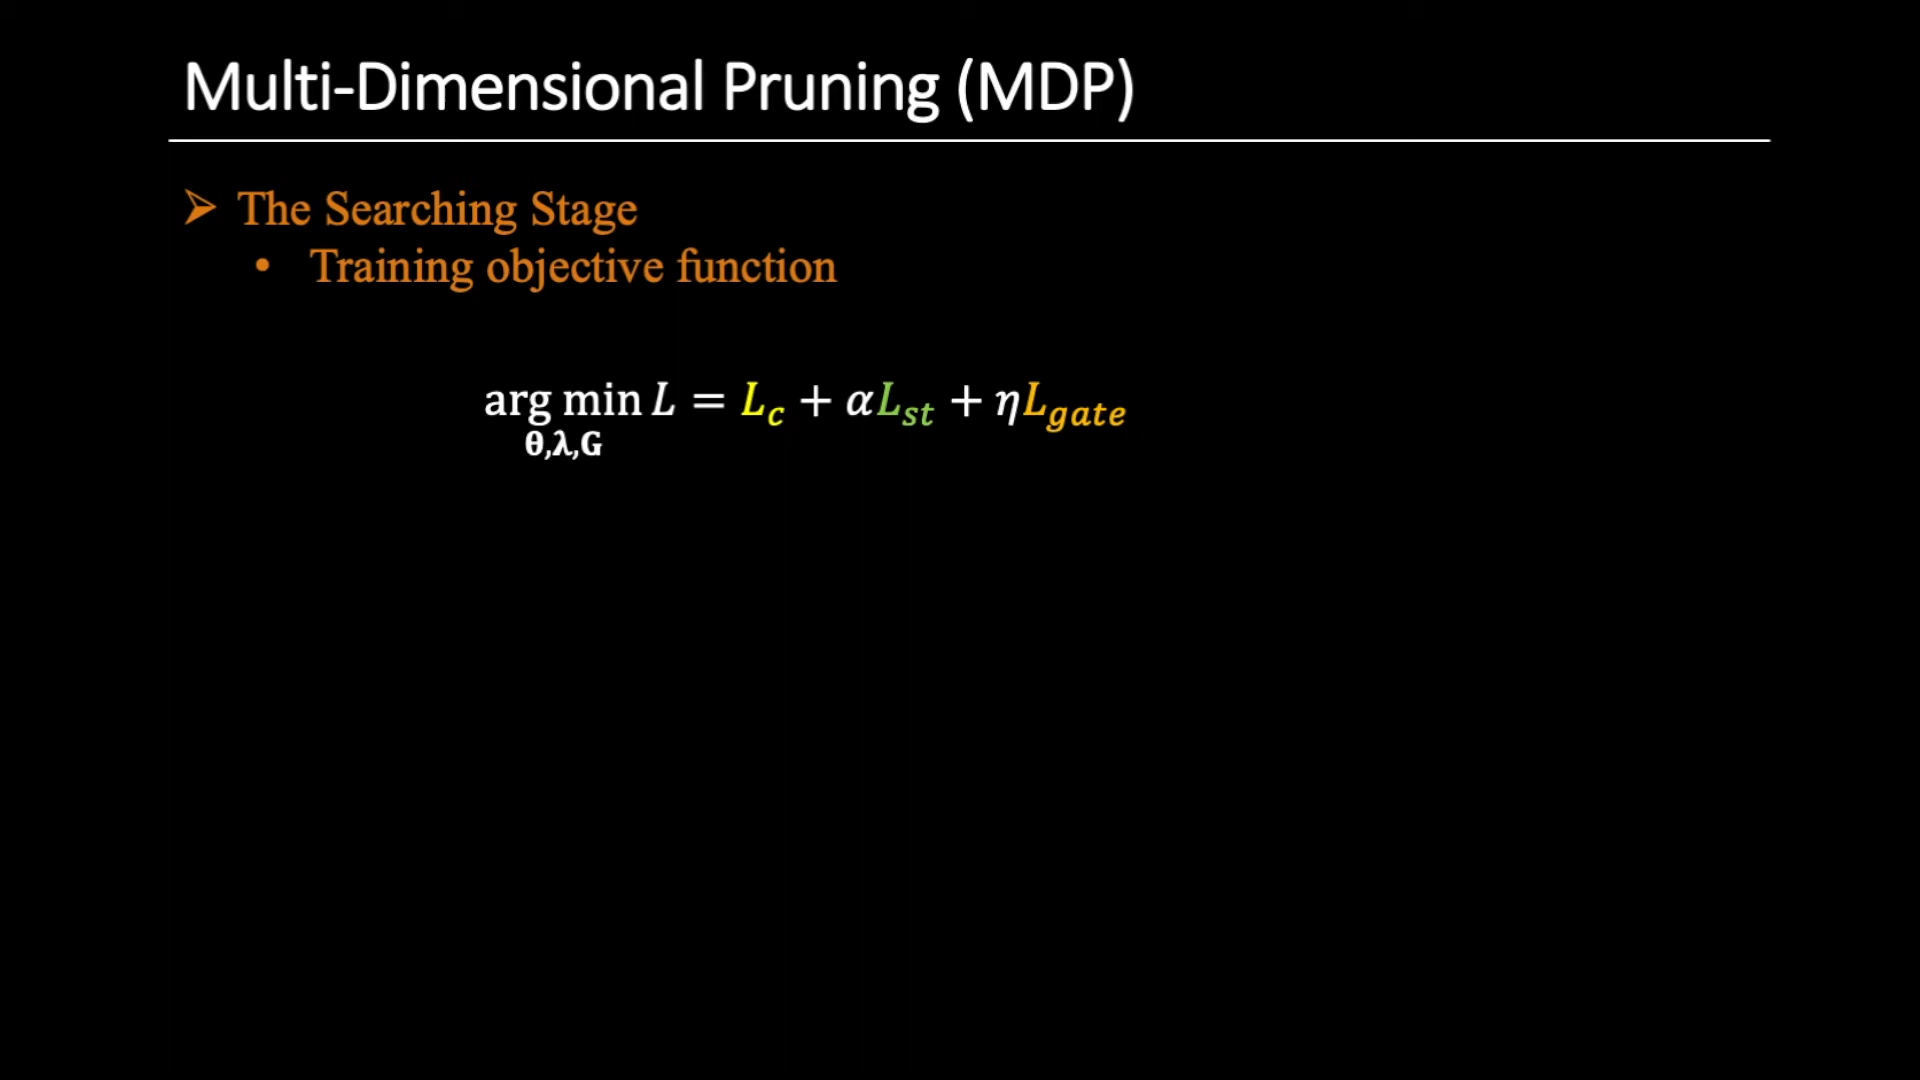 Multi-Dimensional Pruning (MDP)
➢ The Searching Stage
• Training objective function
arg min L = L_c + αL_st + ηL_gate
θ,λ,G